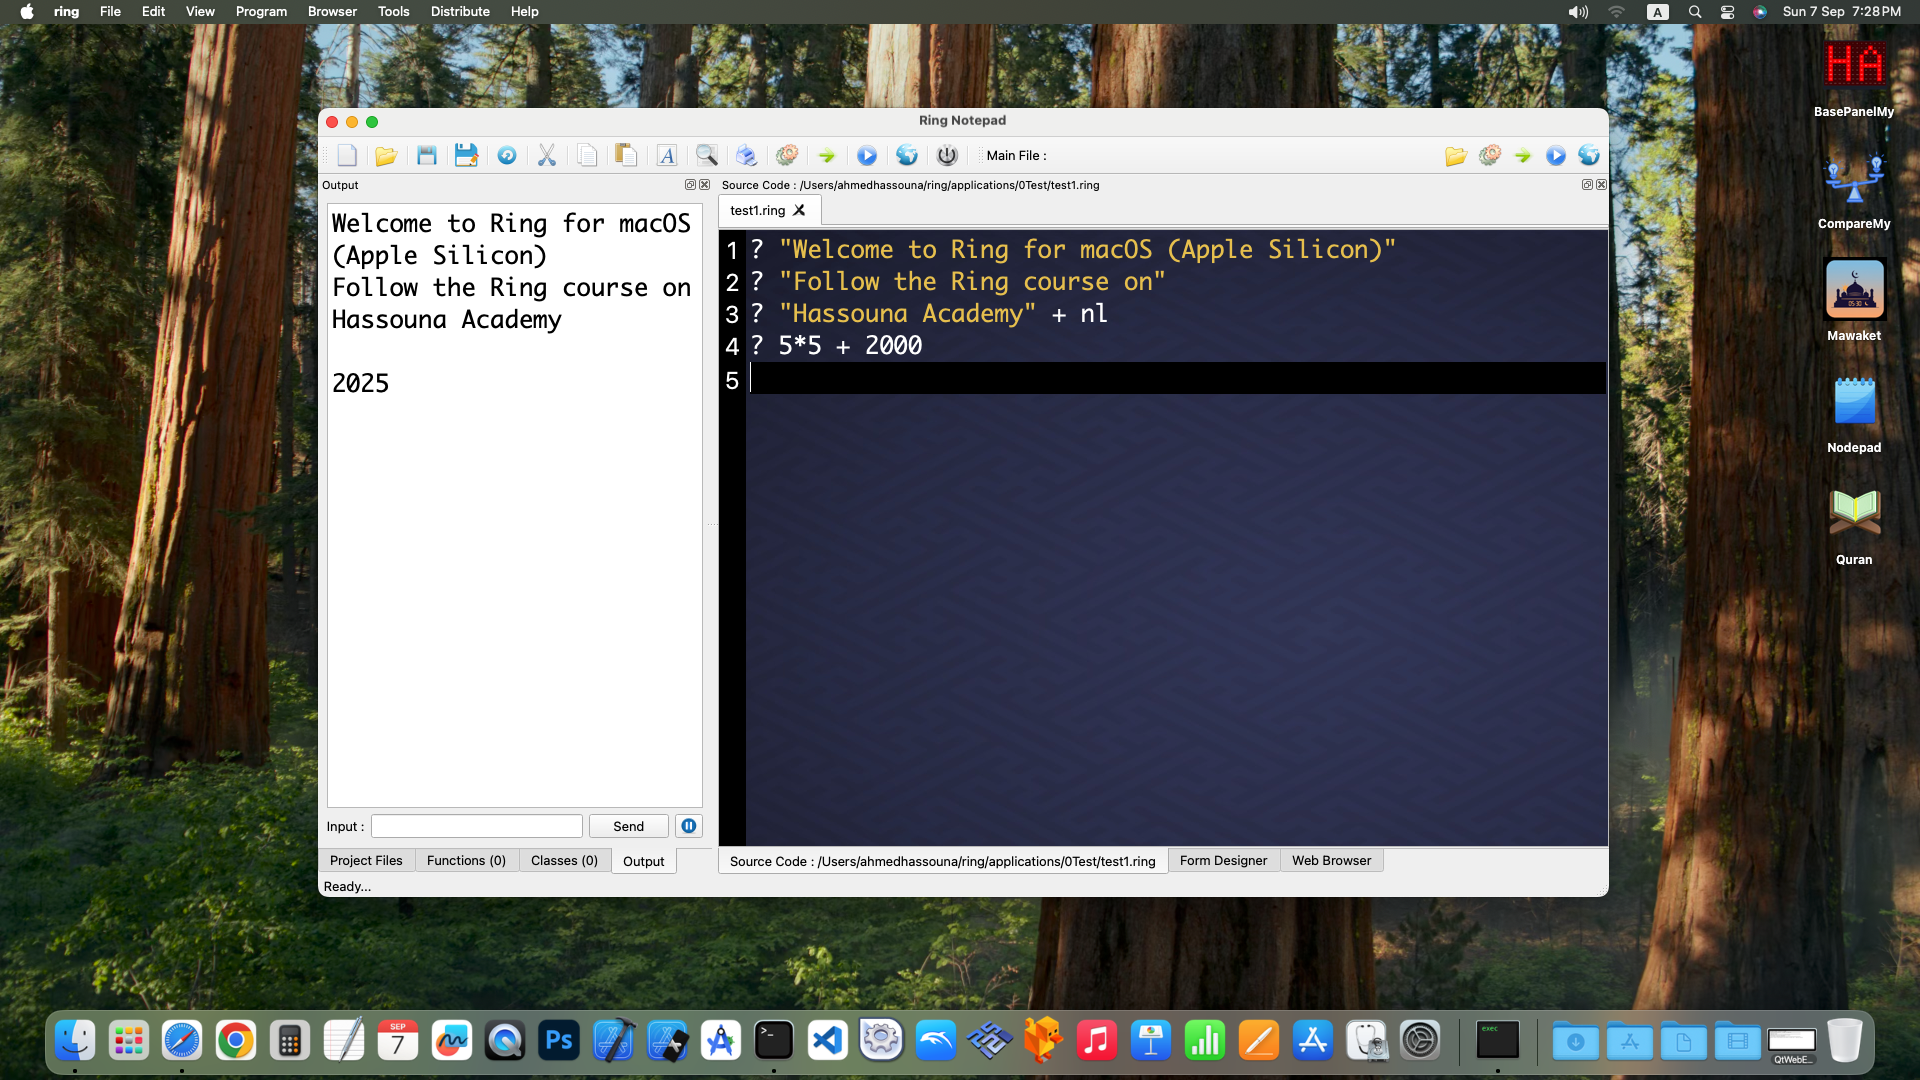 ring File Edit View Program Browser Tools Distribute Help
A Sun 7 Sep 7:28 PM
HA
BasePanelMy
CompareMy
05:30
Mawaket
Nodepad
Quran
Ring Notepad
A Main File :
Output
Source Code : /Users/ahmedhassouna/ring/applications/0Test/test1.ring
test1.ring
Welcome to Ring for macOS
(Apple Silicon)
Follow the Ring course on
Hassouna Academy
2025
1 ? "Welcome to Ring for macOS (Apple Silicon)"
2 ? "Follow the Ring course on"
3 ? "Hassouna Academy" + nl
4 ? 5*5 + 2000
5
Input : Send
Project Files Functions (0) Classes (0) Output
Source Code : /Users/ahmedhassouna/ring/applications/0Test/test1.ring Form Designer Web Browser
Ready...
SEP
7
Ps
>_
exec
QtWebE...